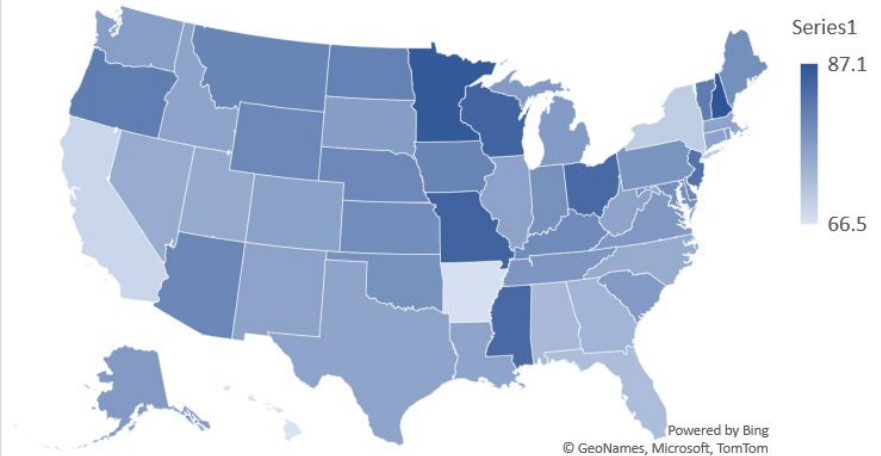 Series1
87.1
66.5
Powered by Bing
© GeoNames, Microsoft, TomTom